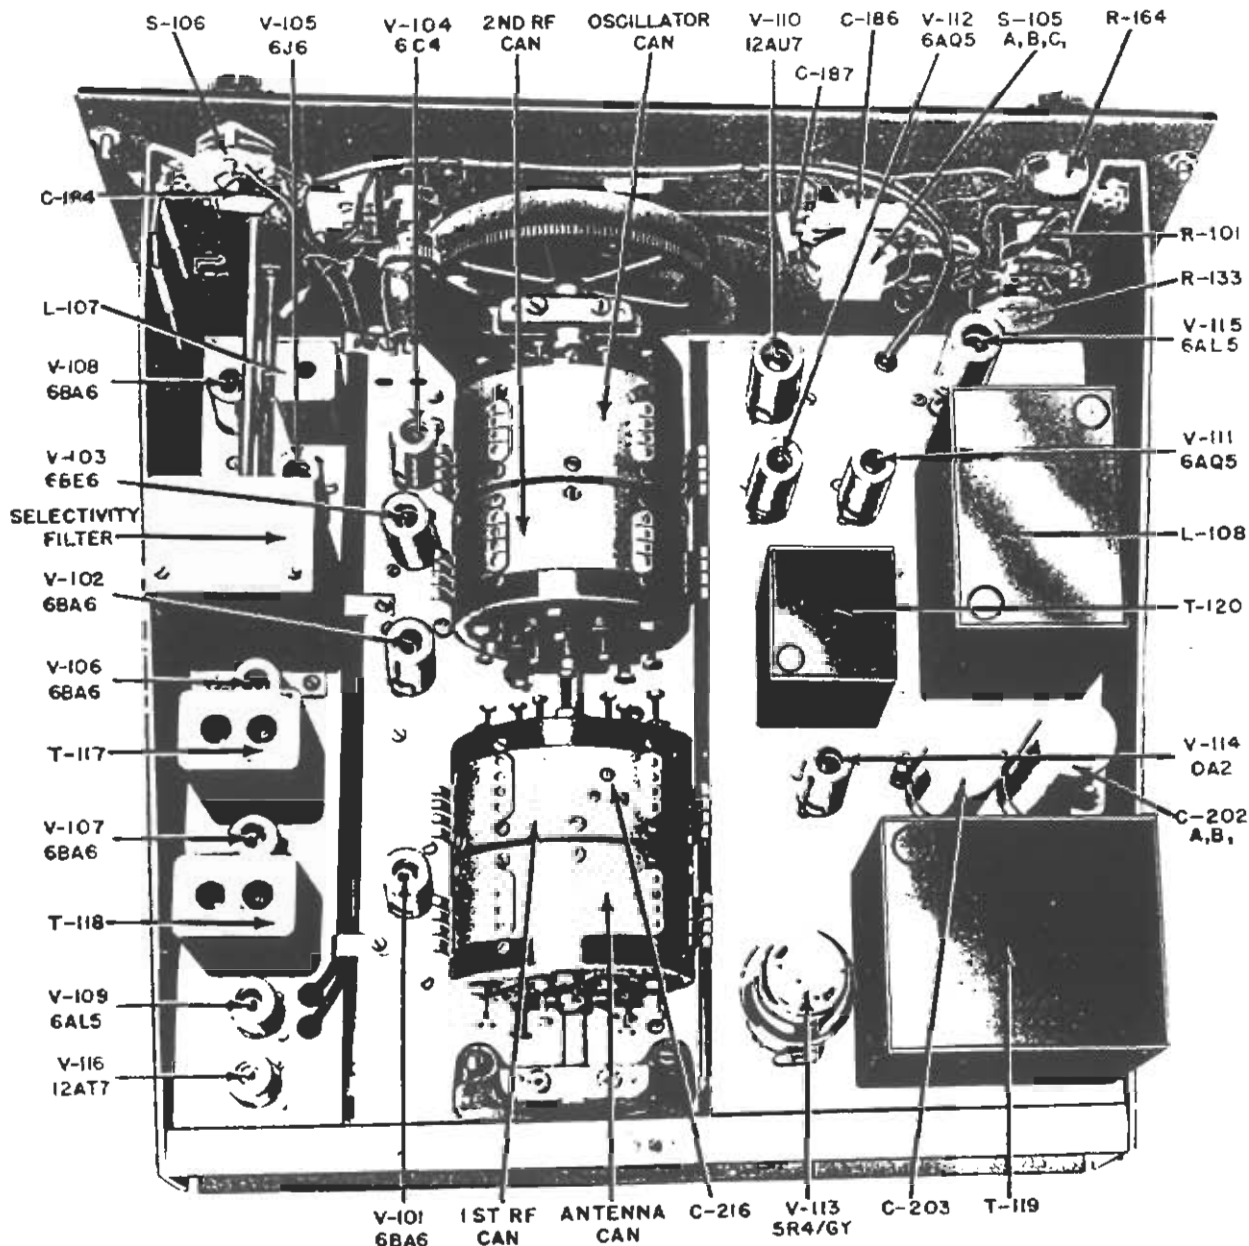 S-106
V-105
6J6
V-104
6C4
2ND RF
CAN
OSCILLATOR
CAN
V-110
12AU7
C-186
C-187
V-112
6AQ5
S-105
A,B,C,
R-164
C-184
R-101
R-133
L-107
V-108
6BA6
V-115
6AL5
V-103
6BE6
V-111
6AQ5
SELECTIVITY
FILTER
L-108
V-102
6BA6
T-120
V-106
6BA6
T-117
V-114
OA2
V-107
6BA6
C-202
A,B,
T-118
V-109
6AL5
V-116
12AT7
V-101
6BA6
1ST RF
CAN
ANTENNA
CAN
C-216
V-113
5R4/GY
C-203
T-119